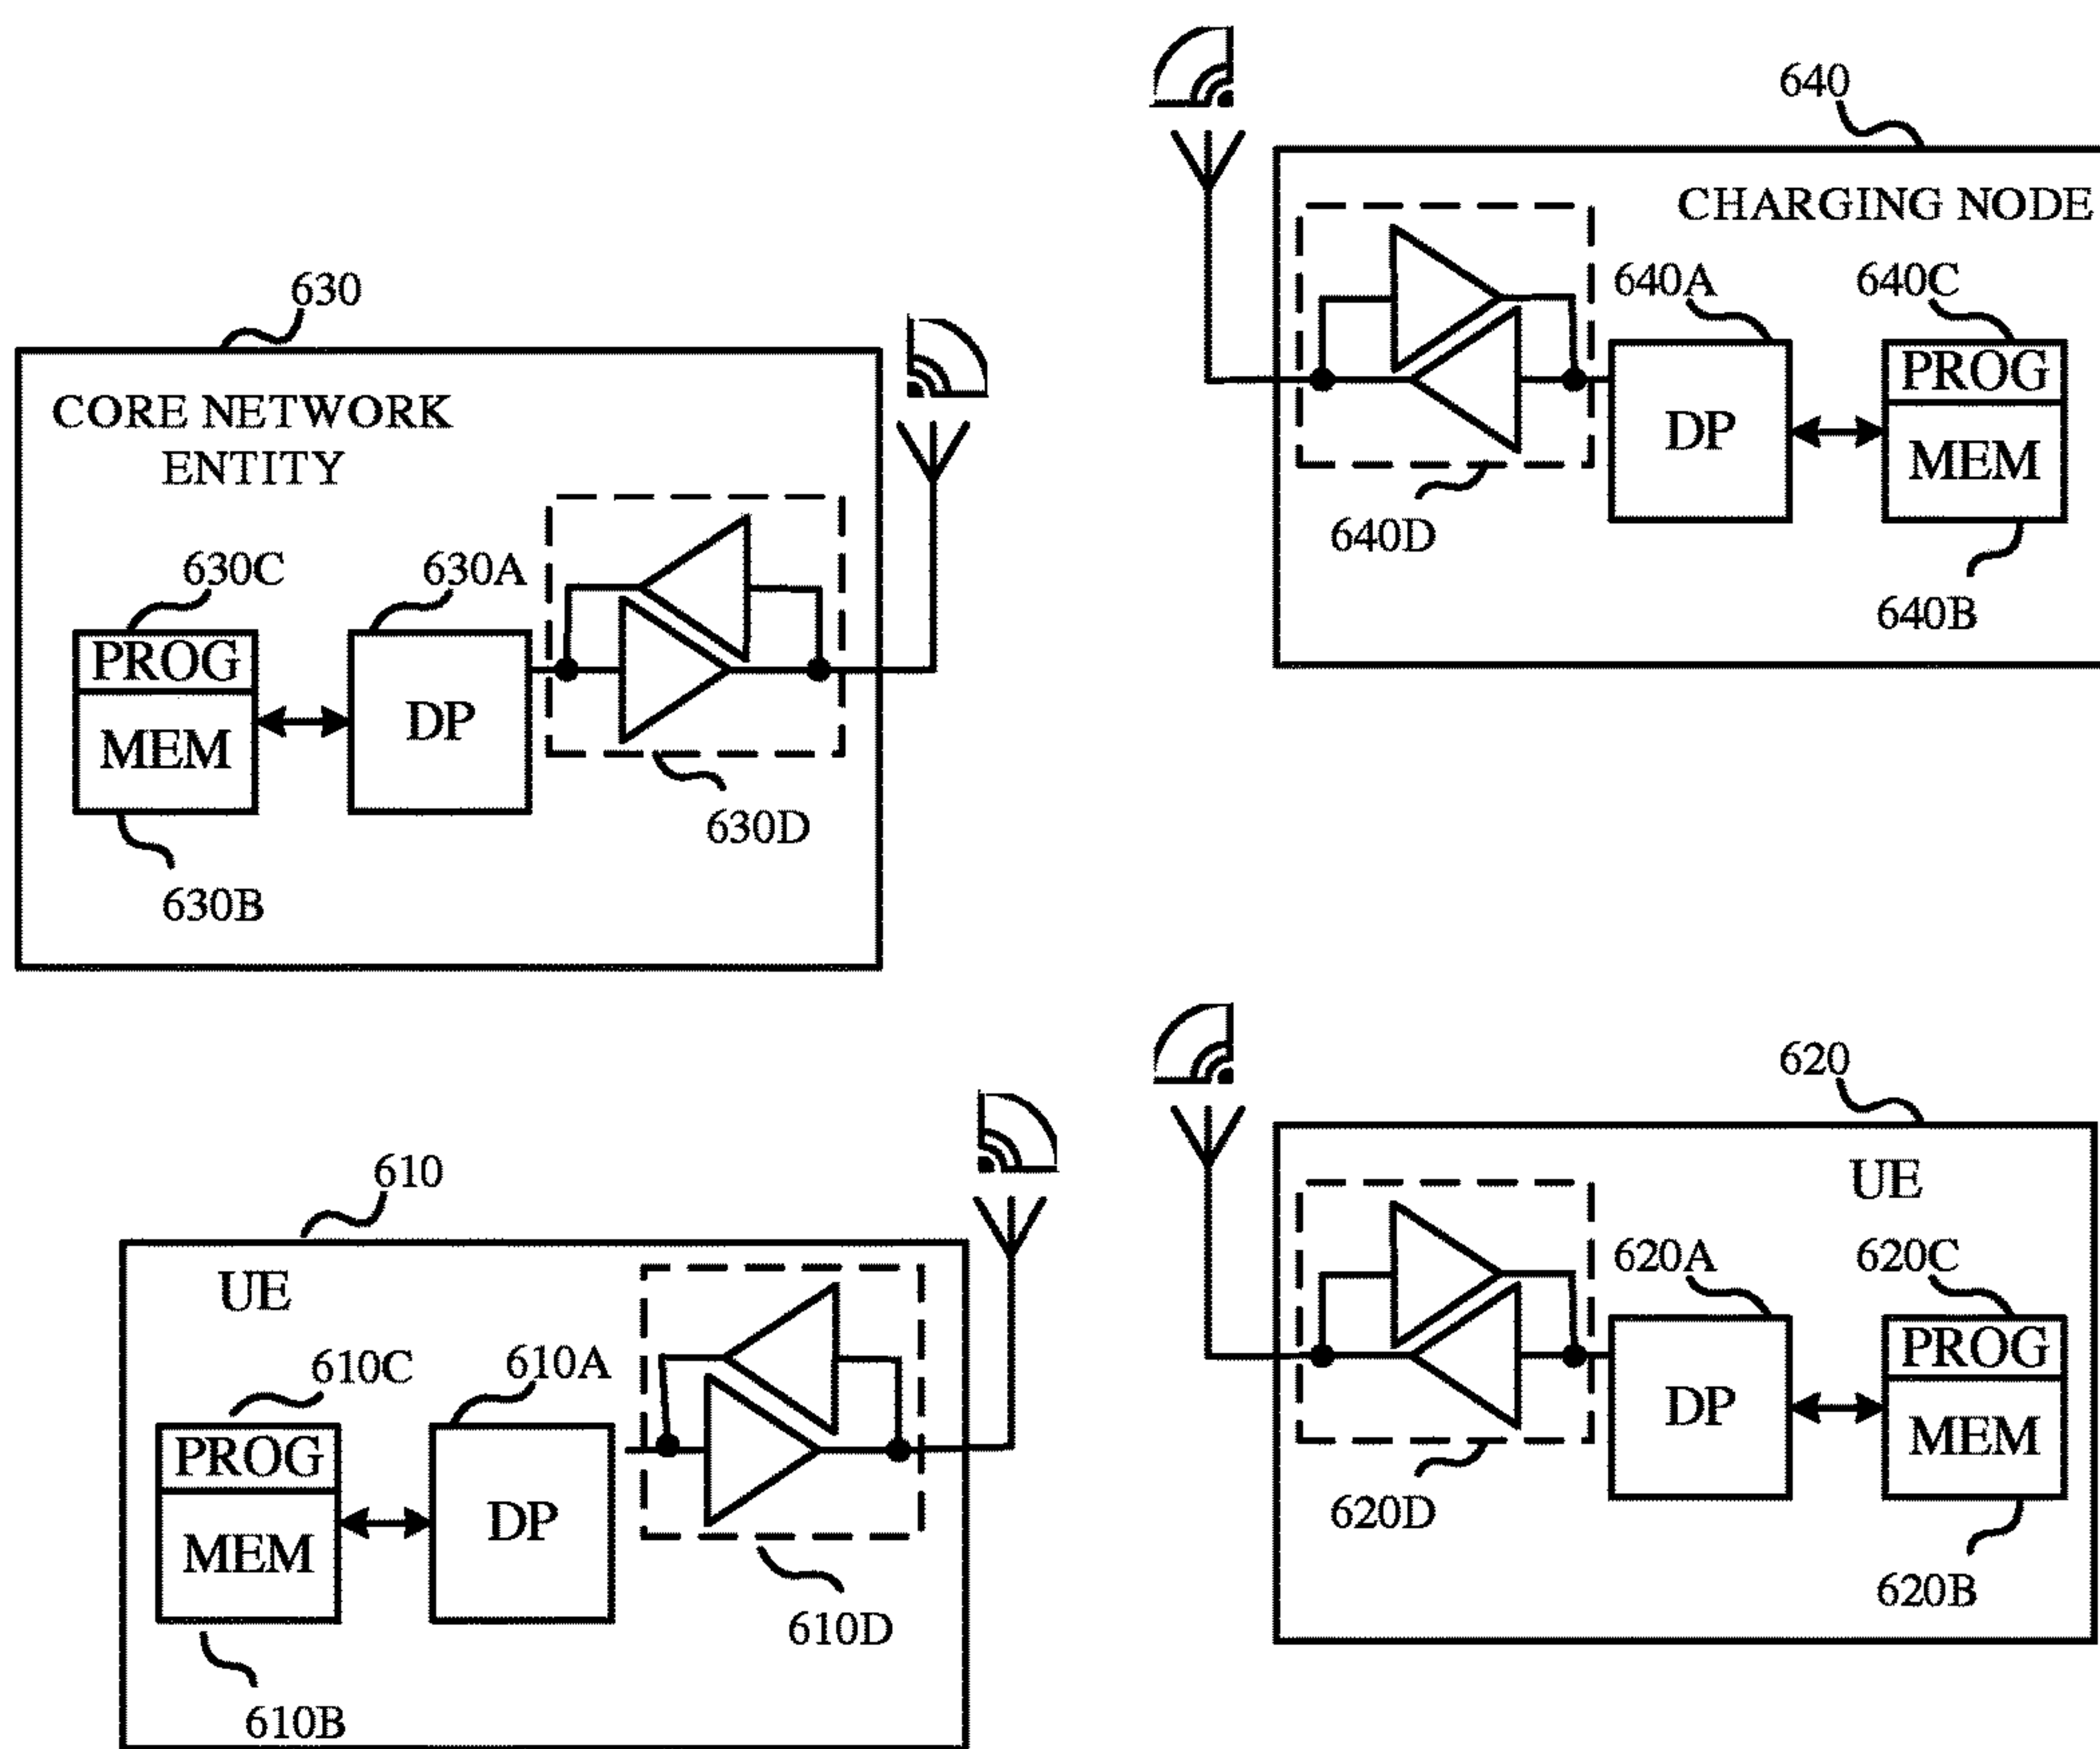 630
CORE NETWORK
ENTITY
630C
630A
PROG
MEM
DP
630D
630B
640
CHARGING NODE
640A
640C
PROG
DP
MEM
640D
640B
610
UE
610C
610A
PROG
MEM
DP
610D
610B
620
UE
620A
620C
PROG
DP
MEM
620D
620B